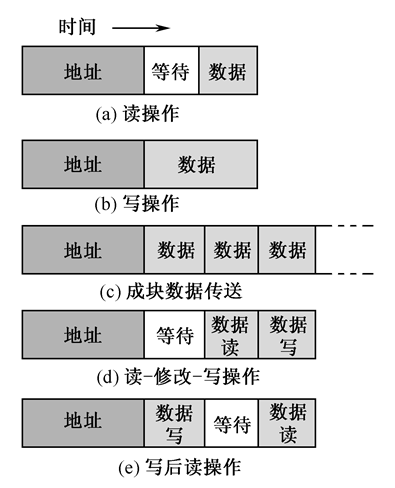 时间
地址 等待 数据
(a) 读操作
地址 数据
(b) 写操作
地址 数据 数据 数据
(c) 成块数据传送
地址 等待 数据读 数据写
(d) 读-修改-写操作
地址 数据写 等待 数据读
(e) 写后读操作